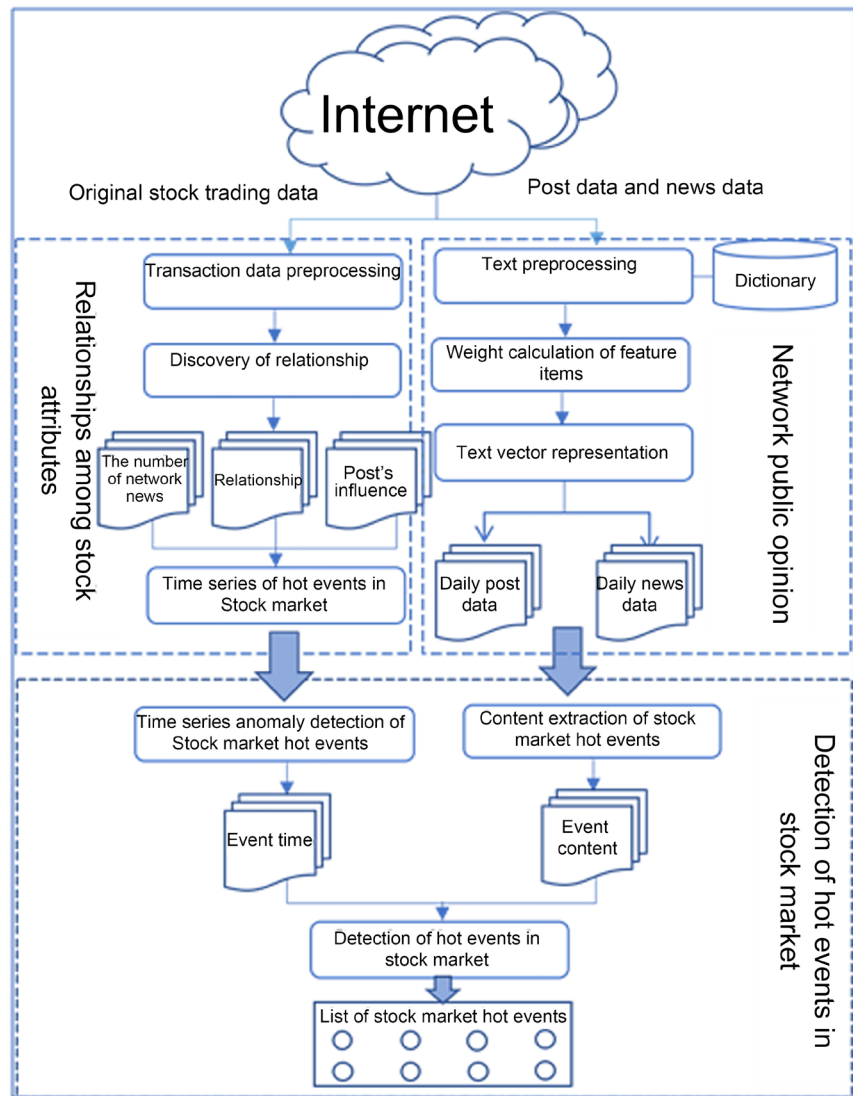 Internet
Original stock trading data
Post data and news data
Relationships among stock
attributes
Transaction data preprocessing
Discovery of relationship
The number
of network
news
Relationship
Post's
influence
Time series of hot events in
Stock market
Text preprocessing
Dictionary
Weight calculation of feature
items
Text vector representation
Daily post
data
Daily news
data
Network public opinion
Time series anomaly detection of
Stock market hot events
Content extraction of stock
market hot events
Event time
Event
content
Detection of hot events in
stock market
List of stock market hot events
Detection of hot events in
stock market